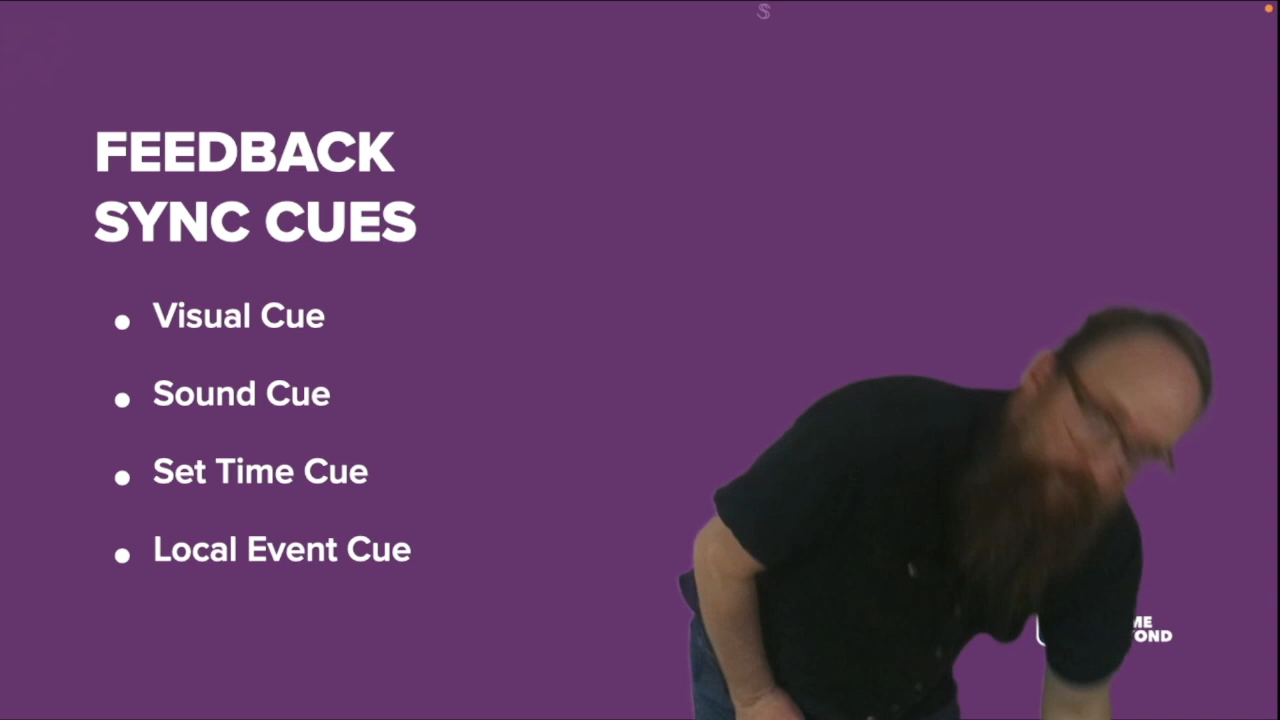 S
FEEDBACK
SYNC CUES
• Visual Cue
• Sound Cue
• Set Time Cue
• Local Event Cue